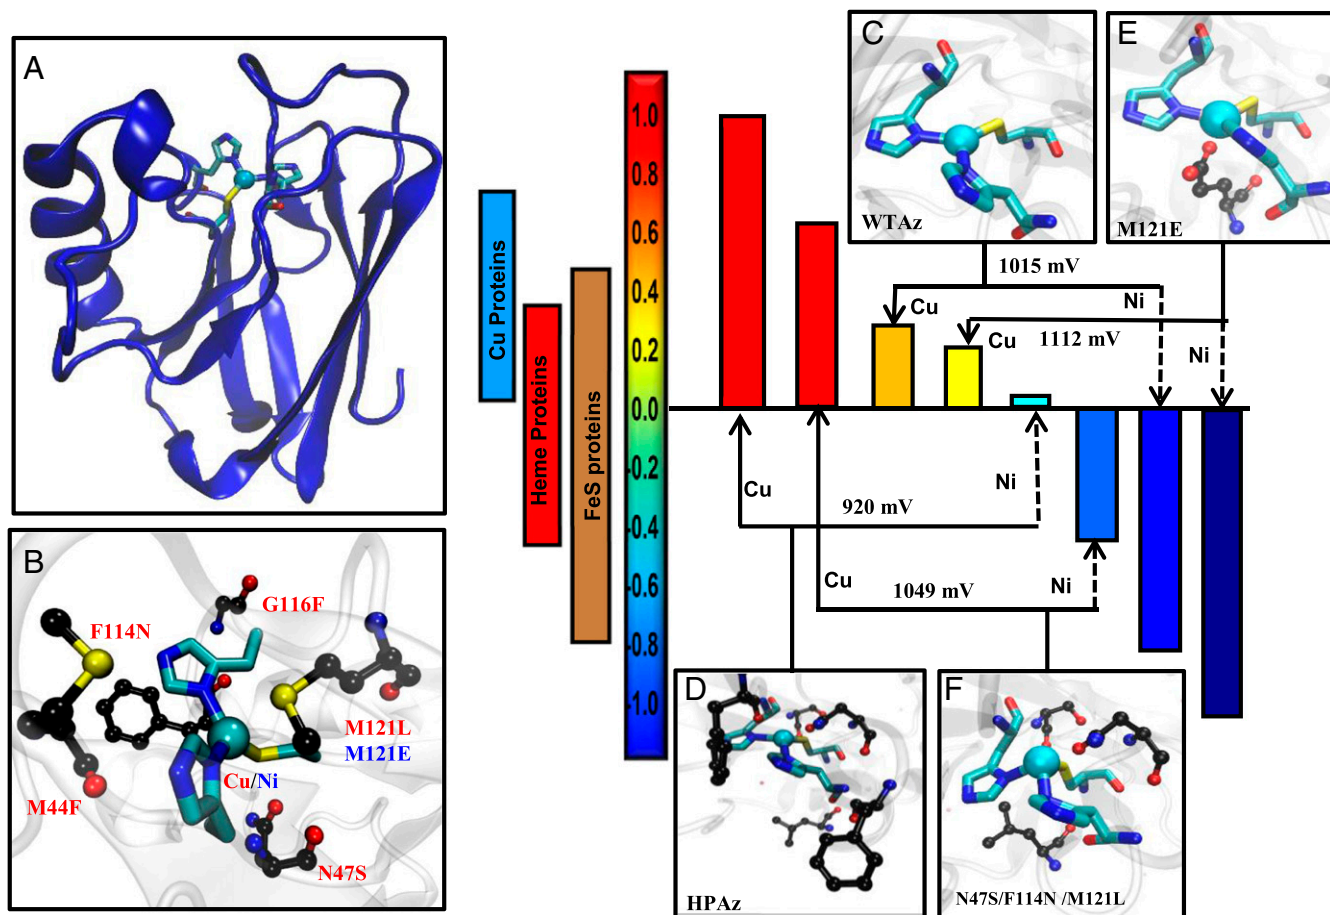 A
B
G116F
F114N
M121L
M121E
Cu/Ni
M44F
N47S
Cu Proteins
Heme Proteins
FeS proteins
1.0
0.8
0.6
0.4
0.2
0.0
-0.2
-0.4
-0.6
-0.8
-1.0
C
WTAz
E
M121E
1015 mV
Cu
Ni
Cu
1112 mV
Ni
Cu
920 mV
Ni
Cu
1049 mV
Ni
D
HPAz
F
N47S/F114N /M121L